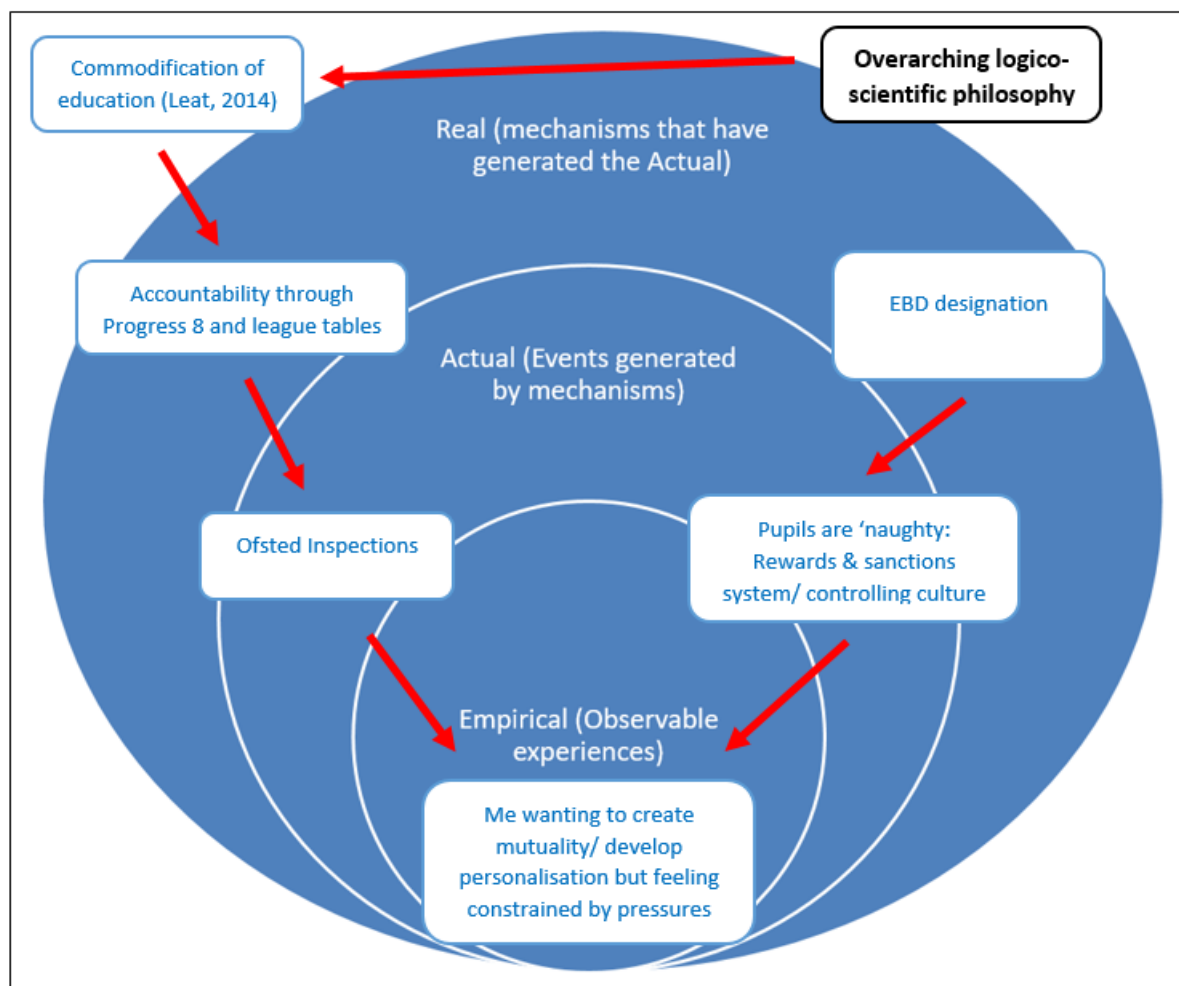 Commodification of
education (Leat, 2014)
Overarching logico-
scientific philosophy
Real (mechanisms that have
generated the Actual)
Accountability through
Progress 8 and league tables
EBD designation
Actual (Events generated
by mechanisms)
Ofsted Inspections
Pupils are ‘naughty:
Rewards & sanctions
system/ controlling culture
Empirical (Observable
experiences)
Me wanting to create
mutuality/ develop
personalisation but feeling
constrained by pressures